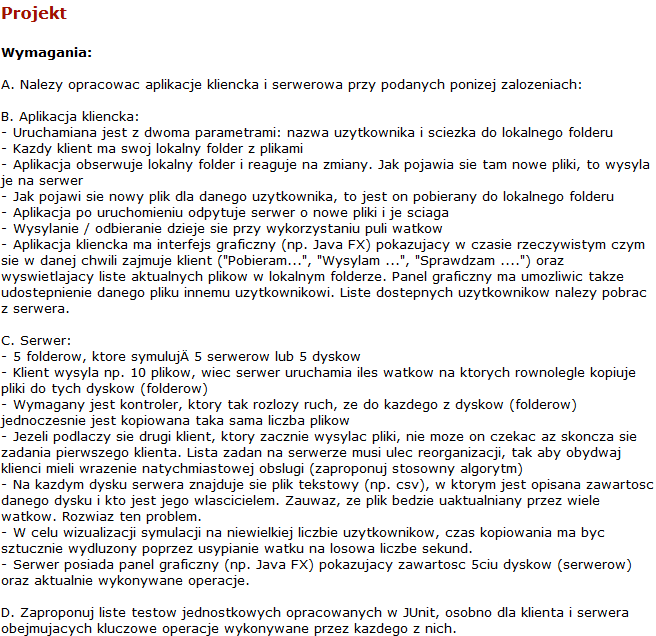 Projekt
Wymagania:
A. Nalezy opracowac aplikacje kliencka i serwerowa przy podanych ponizej zalozeniach:
B. Aplikacja kliencka:
- Uruchamiana jest z dwoma parametrami: nazwa uzytkownika i sciezka do lokalnego folderu
- Kazdy klient ma swoj lokalny folder z plikami
- Aplikacja obserwuje lokalny folder i reaguje na zmiany. Jak pojawia sie tam nowe pliki, to wysyla
je na serwer
- Jak pojawi sie nowy plik dla danego uzytkownika, to jest on pobierany do lokalnego folderu
- Aplikacja po uruchomieniu odpytuje serwer o nowe pliki i je sciaga
- Wysylanie / odbieranie dzieje sie przy wykorzystaniu puli watkow
- Aplikacja kliencka ma interfejs graficzny (np. Java FX) pokazujacy w czasie rzeczywistym czym
sie w danej chwili zajmuje klient ("Pobieram...", "Wysylam ...", "Sprawdzam ....") oraz
wyswietlajacy liste aktualnych plikow w lokalnym folderze. Panel graficzny ma umozliwic takze
udostepnienie danego pliku innemu uzytkownikowi. Liste dostepnych uzytkownikow nalezy pobrac
z serwera.
C. Serwer:
- 5 folderow, ktore symulujÄ 5 serwerow lub 5 dyskow
- Klient wysyla np. 10 plikow, wiec serwer uruchamia iles watkow na ktorych rownolegle kopiuje
pliki do tych dyskow (folderow)
- Wymagany jest kontroler, ktory tak rozlozy ruch, ze do kazdego z dyskow (folderow)
jednoczesnie jest kopiowana taka sama liczba plikow
- Jezeli podlaczy sie drugi klient, ktory zacznie wysylac pliki, nie moze on czekac az skoncza sie
zadania pierwszego klienta. Lista zadan na serwerze musi ulec reorganizacji, tak aby obydwaj
klienci mieli wrazenie natychmiastowej obslugi (zaproponuj stosowny algorytm)
- Na kazdym dysku serwera znajduje sie plik tekstowy (np. csv), w ktorym jest opisana zawartosc
danego dysku i kto jest jego wlascicielem. Zauwaz, ze plik bedzie uaktualniany przez wiele
watkow. Rozwiaz ten problem.
- W celu wizualizacji symulacji na niewielkiej liczbie uzytkownikow, czas kopiowania ma byc
sztucznie wydluzony poprzez usypianie watku na losowa liczbe sekund.
- Serwer posiada panel graficzny (np. Java FX) pokazujacy zawartosc 5ciu dyskow (serwerow)
oraz aktualnie wykonywane operacje.
D. Zaproponuj liste testow jednostkowych opracowanych w JUnit, osobno dla klienta i serwera
obejmujacych kluczowe operacje wykonywane przez kazdego z nich.